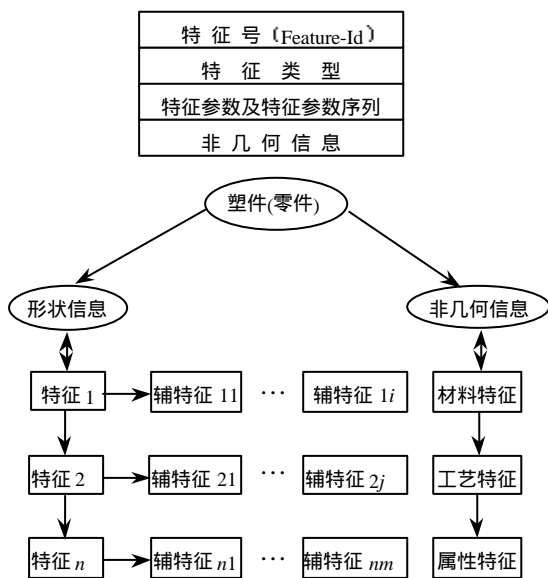 特征号(Feature-Id)
特征类型
特征参数及特征参数序列
非几何信息
塑件(零件)
形状信息 非几何信息
特征 1 辅特征 11 … 辅特征 1i 材料特征
特征 2 辅特征 21 … 辅特征 2j 工艺特征
特征 n 辅特征 n1 … 辅特征 nm 属性特征